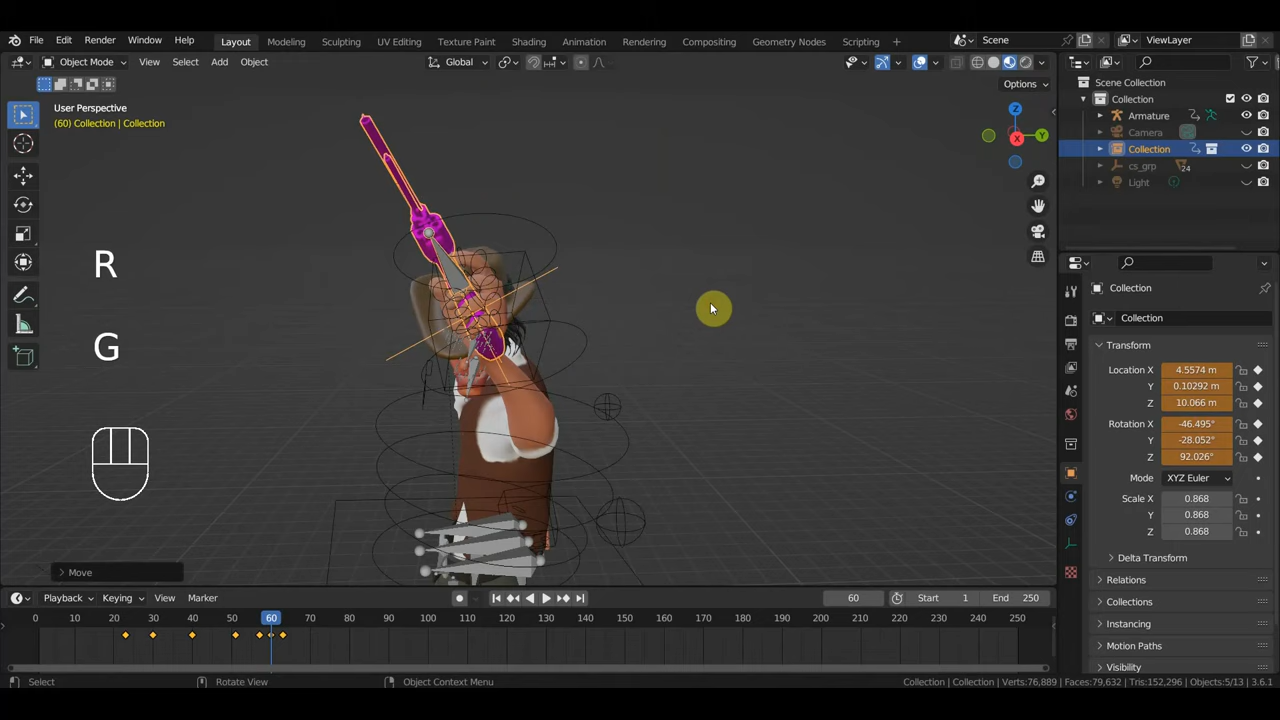 File Edit Render Window Help Layout Modeling Sculpting UV Editing Texture Paint Shading Animation Rendering Compositing Geometry Nodes Scripting + Scene ViewLayer
Object Mode View Select Add Object Global
Options
User Perspective
(60) Collection | Collection
Z
Y
X
R
G
Move
Scene Collection
Collection
Armature
Camera
Collection
cs_grp 24
Light
Collection
Collection
Transform
Location X 4.5574 m
Y 0.10292 m
Z 10.066 m
Rotation X -46.495°
Y -28.052°
Z 92.026°
Mode XYZ Euler
Scale X 0.868
Y 0.868
Z 0.868
Delta Transform
Relations
Collections
Instancing
Motion Paths
Visibility
Playback Keying View Marker 60 Start 1 End 250
0 10 20 30 40 50 60 70 80 90 100 110 120 130 140 150 160 170 180 190 200 210 220 230 240 250
Select Rotate View Object Context Menu Collection | Collection | Verts:76,889 | Faces:79,632 | Tris:152,296 | Objects:5/13 | 3.6.1